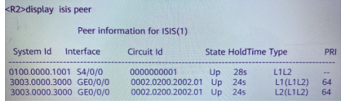 <R2>display isis peer
Peer information for ISIS(1)
System Id Interface Circuit Id State HoldTime Type PRI
0100.0000.1001 S4/0/0 0000000001 Up 28s L1L2 --
3003.0000.3000 GE0/0/0 0002.0200.2002.01 Up 24s L1(L1L2) 64
3003.0000.3000 GE0/0/0 0002.0200.2002.02 Up 24s L2(L1L2) 64